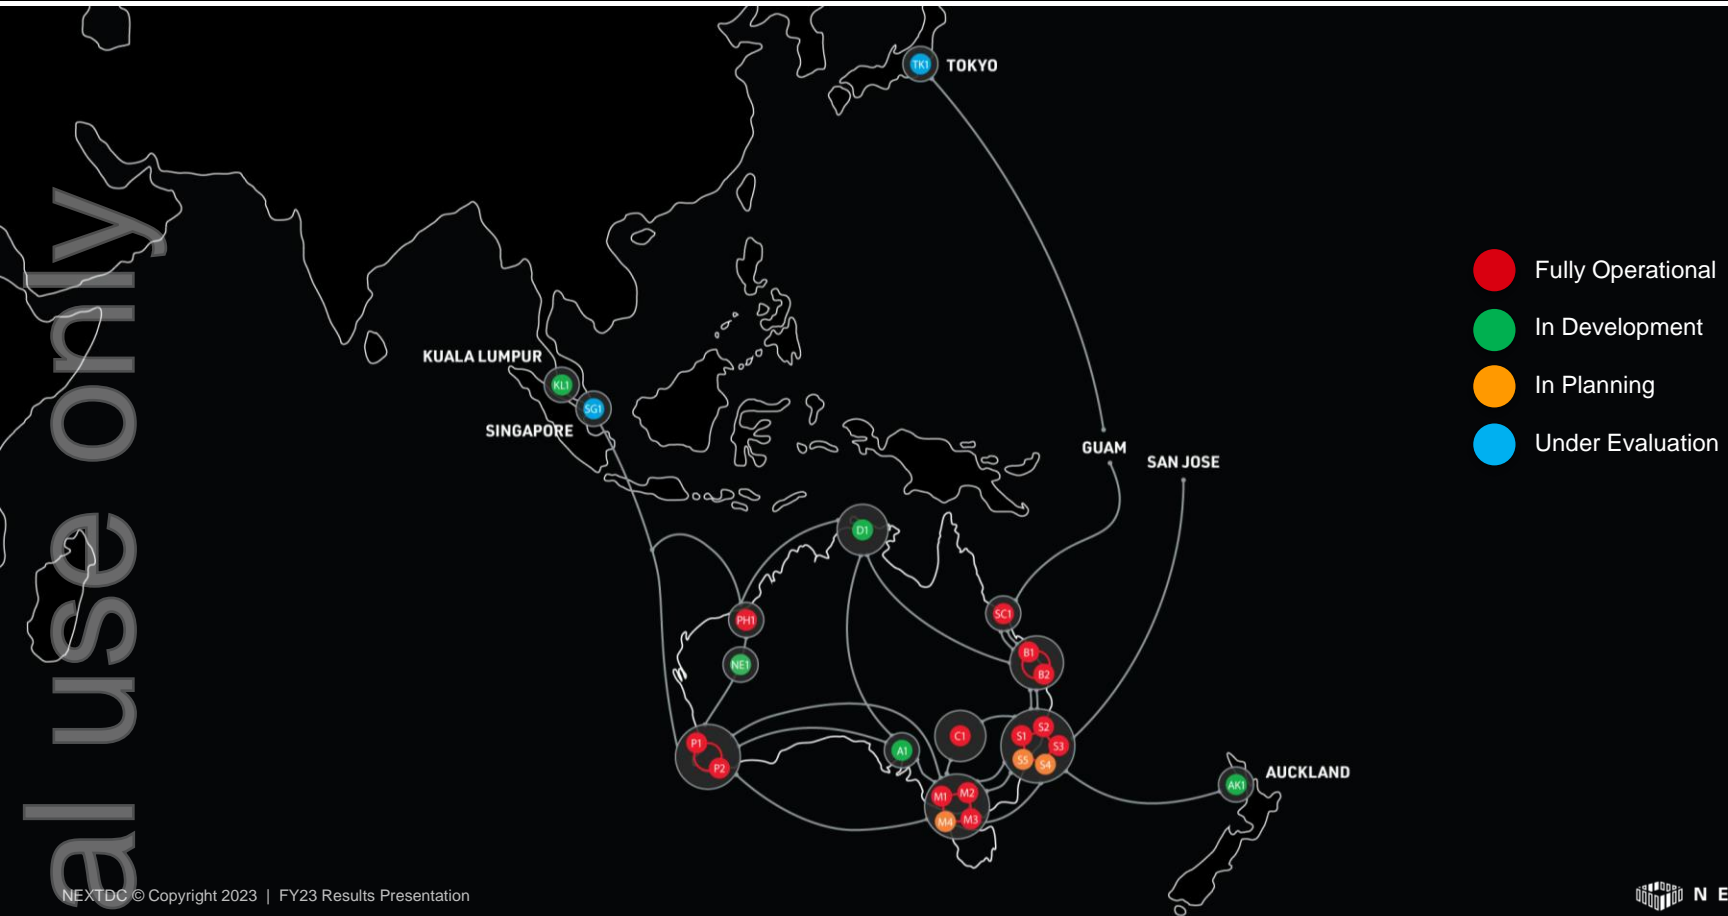 TK1 TOKYO
Fully Operational
In Development
In Planning
Under Evaluation
KUALA LUMPUR
KL1
SG1
SINGAPORE
GUAM
SAN JOSE
D1
PH1
NE1
SC1
B1
B2
P1
P2
A1
C1
S1
S2
S3
S5
S4
M1
M2
M4
M3
AK1
AUCKLAND
al use only
NEXTDC © Copyright 2023 | FY23 Results Presentation
N E